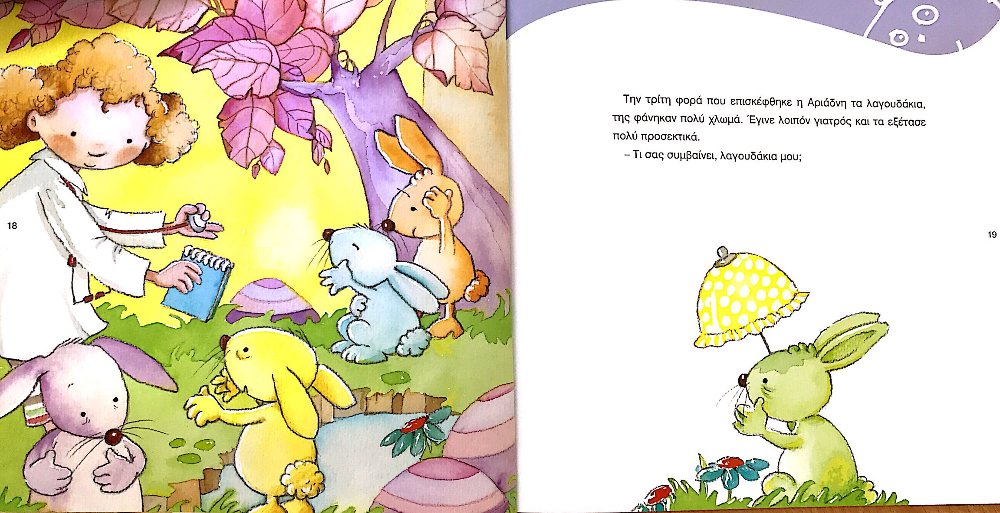 18
Την τρίτη φορά που επισκέφθηκε η Αριάδνη τα λαγουδάκια,
της φάνηκαν πολύ χλωμά. Έγινε λοιπόν γιατρός και τα εξέτασε
πολύ προσεκτικά.
– Τι σας συμβαίνει, λαγουδάκια μου;
19